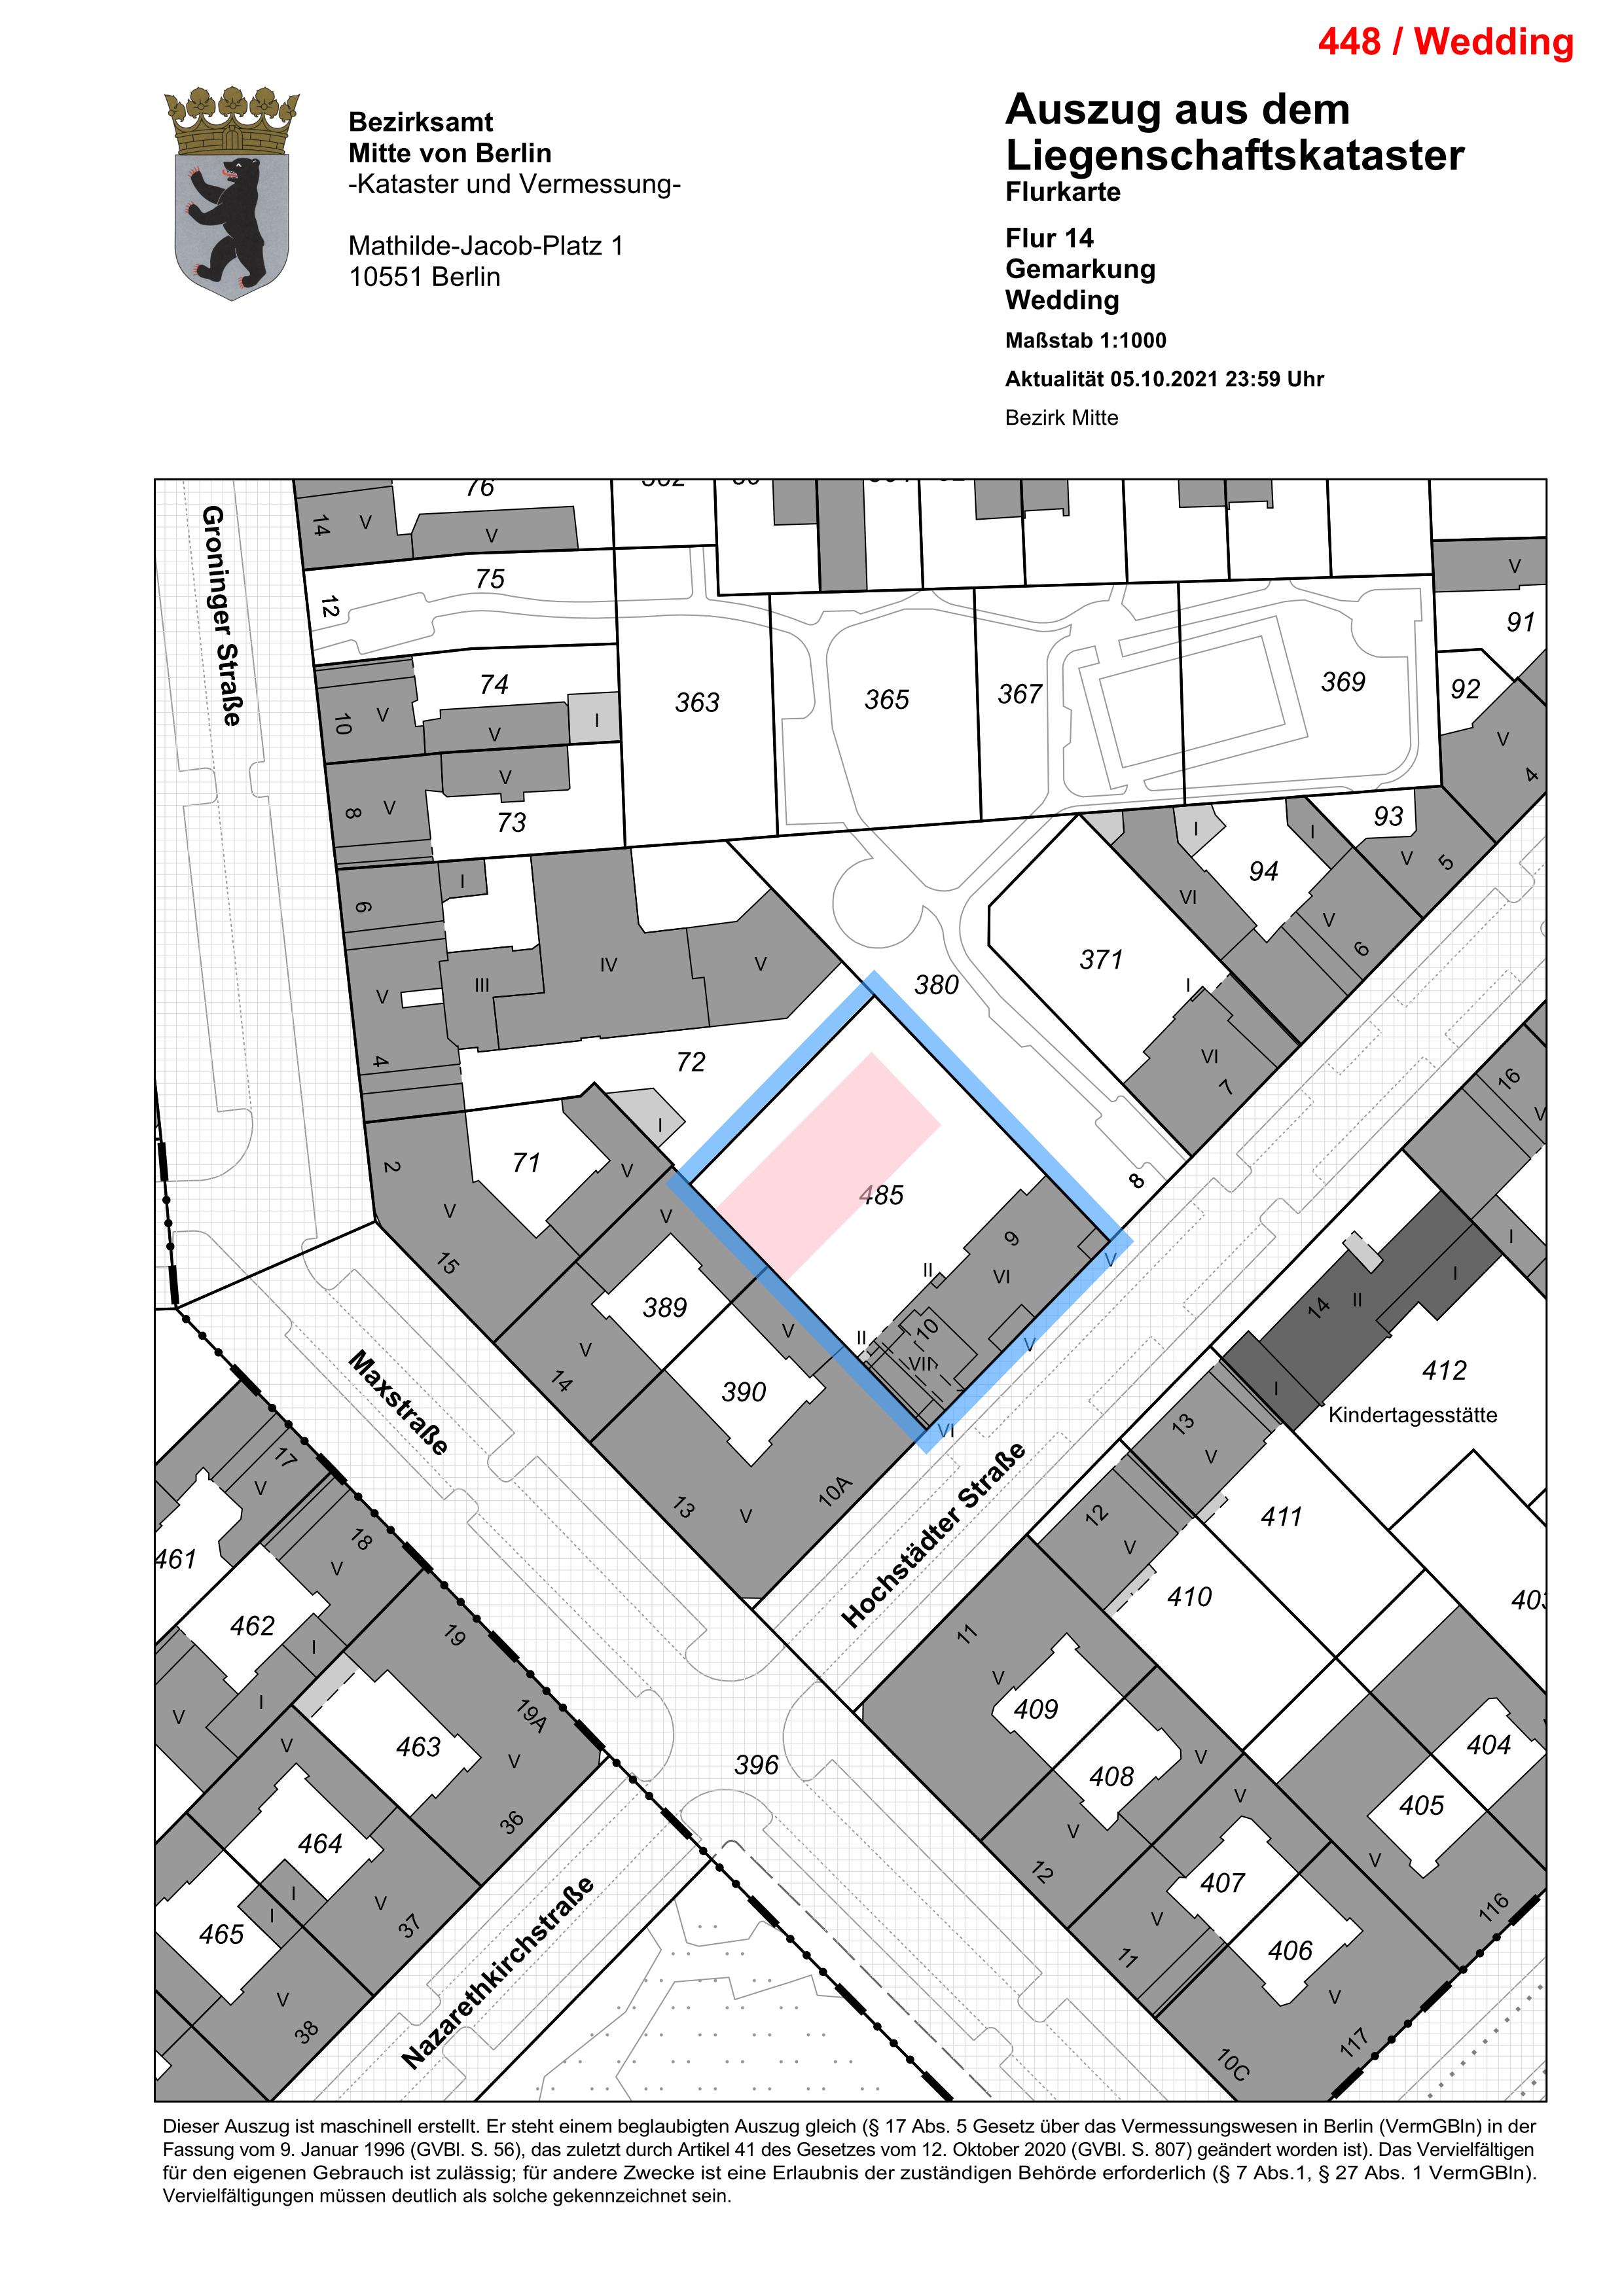 448 / Wedding
Bezirksamt
Mitte von Berlin
-Kataster und Vermessung-
Mathilde-Jacob-Platz 1
10551 Berlin
Auszug aus dem
Liegenschaftskataster
Flurkarte
Flur 14
Gemarkung
Wedding
Maßstab 1:1000
Aktualität 05.10.2021 23:59 Uhr
Bezirk Mitte
76
14
V
V
Groninger Straße
75
12
V
91
74
10
V
V
I
363
365
367
369
92
V
4
8
V
V
73
I
94
I
93
V
5
6
I
VI
V
6
III
IV
V
371
I
V
380
4
72
VI
7
16
V
I
2
71
V
V
V
485
8
9
II
VI
V
I
15
389
V
II
10
V
14
II
I
V
14
390
VI
Maxstraße
412
Kindertagesstätte
I
13
V
10A
13
V
Hochstädter Straße
12
V
411
17
V
18
V
461
462
19
I
I
V
410
403
11
V
409
19A
V
463
V
396
408
V
V
404
405
V
36
464
I
I
V
37
465
V
38
Nazarethkirchstraße
V
12
407
V
11
406
V
116
117
10C
Dieser Auszug ist maschinell erstellt. Er steht einem beglaubigten Auszug gleich (§ 17 Abs. 5 Gesetz über das Vermessungswesen in Berlin (VermGBln) in der
Fassung vom 9. Januar 1996 (GVBl. S. 56), das zuletzt durch Artikel 41 des Gesetzes vom 12. Oktober 2020 (GVBl. S. 807) geändert worden ist). Das Vervielfältigen
für den eigenen Gebrauch ist zulässig; für andere Zwecke ist eine Erlaubnis der zuständigen Behörde erforderlich (§ 7 Abs.1, § 27 Abs. 1 VermGBln).
Vervielfältigungen müssen deutlich als solche gekennzeichnet sein.